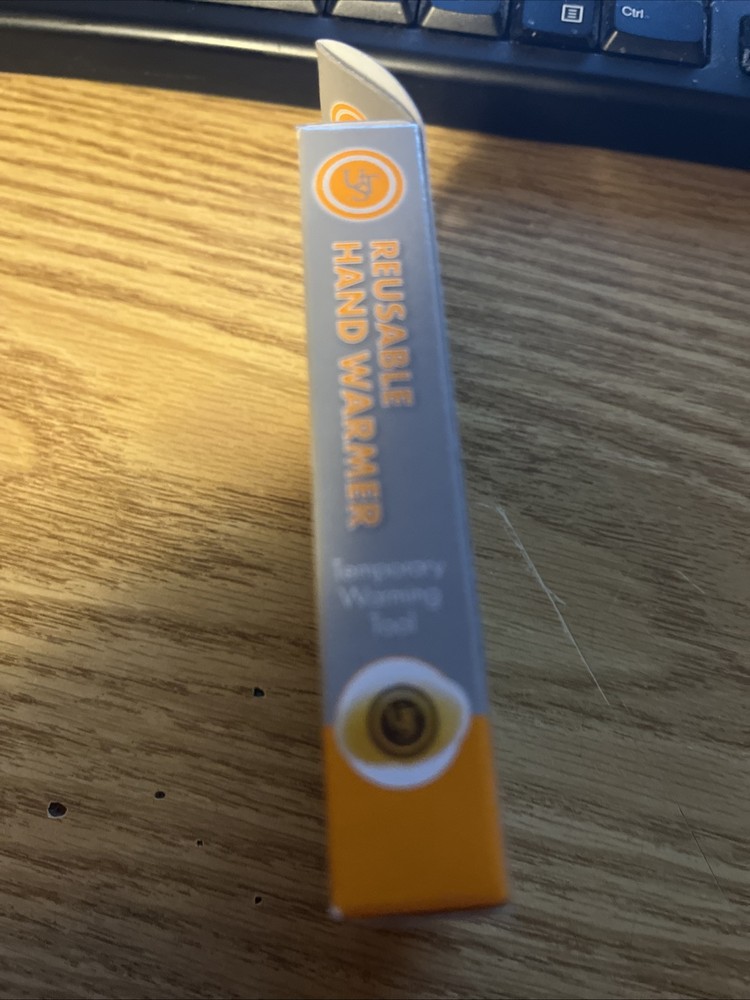 Ctrl
REUSABLE
HAND WARMER
Temporary
Warming
Tool